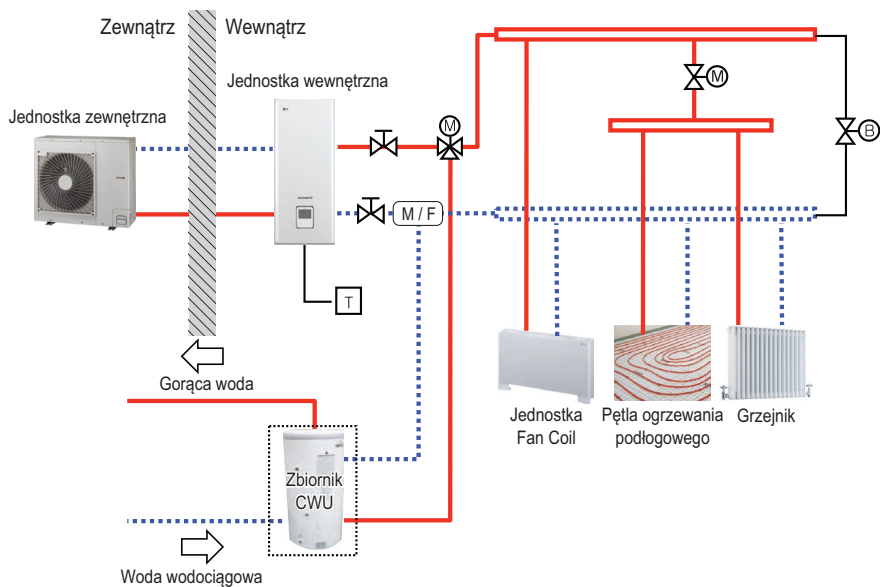 Zewnątrz
Wewnątrz
Jednostka zewnętrzna
Jednostka wewnętrzna
M
M
B
M / F
T
Gorąca woda
Zbiornik
CWU
Woda wodociągowa
Jednostka
Fan Coil
Pętla ogrzewania
podłogowego
Grzejnik